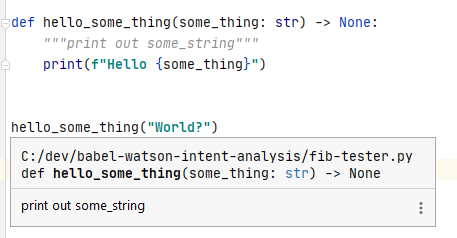 def hello_some_thing(some_thing: str) -> None:
    """print out some_string"""
    print(f"Hello {some_thing}")
hello_some_thing("World?")
C:/dev/babel-watson-intent-analysis/fib-tester.py
def hello_some_thing(some_thing: str) -> None
print out some_string